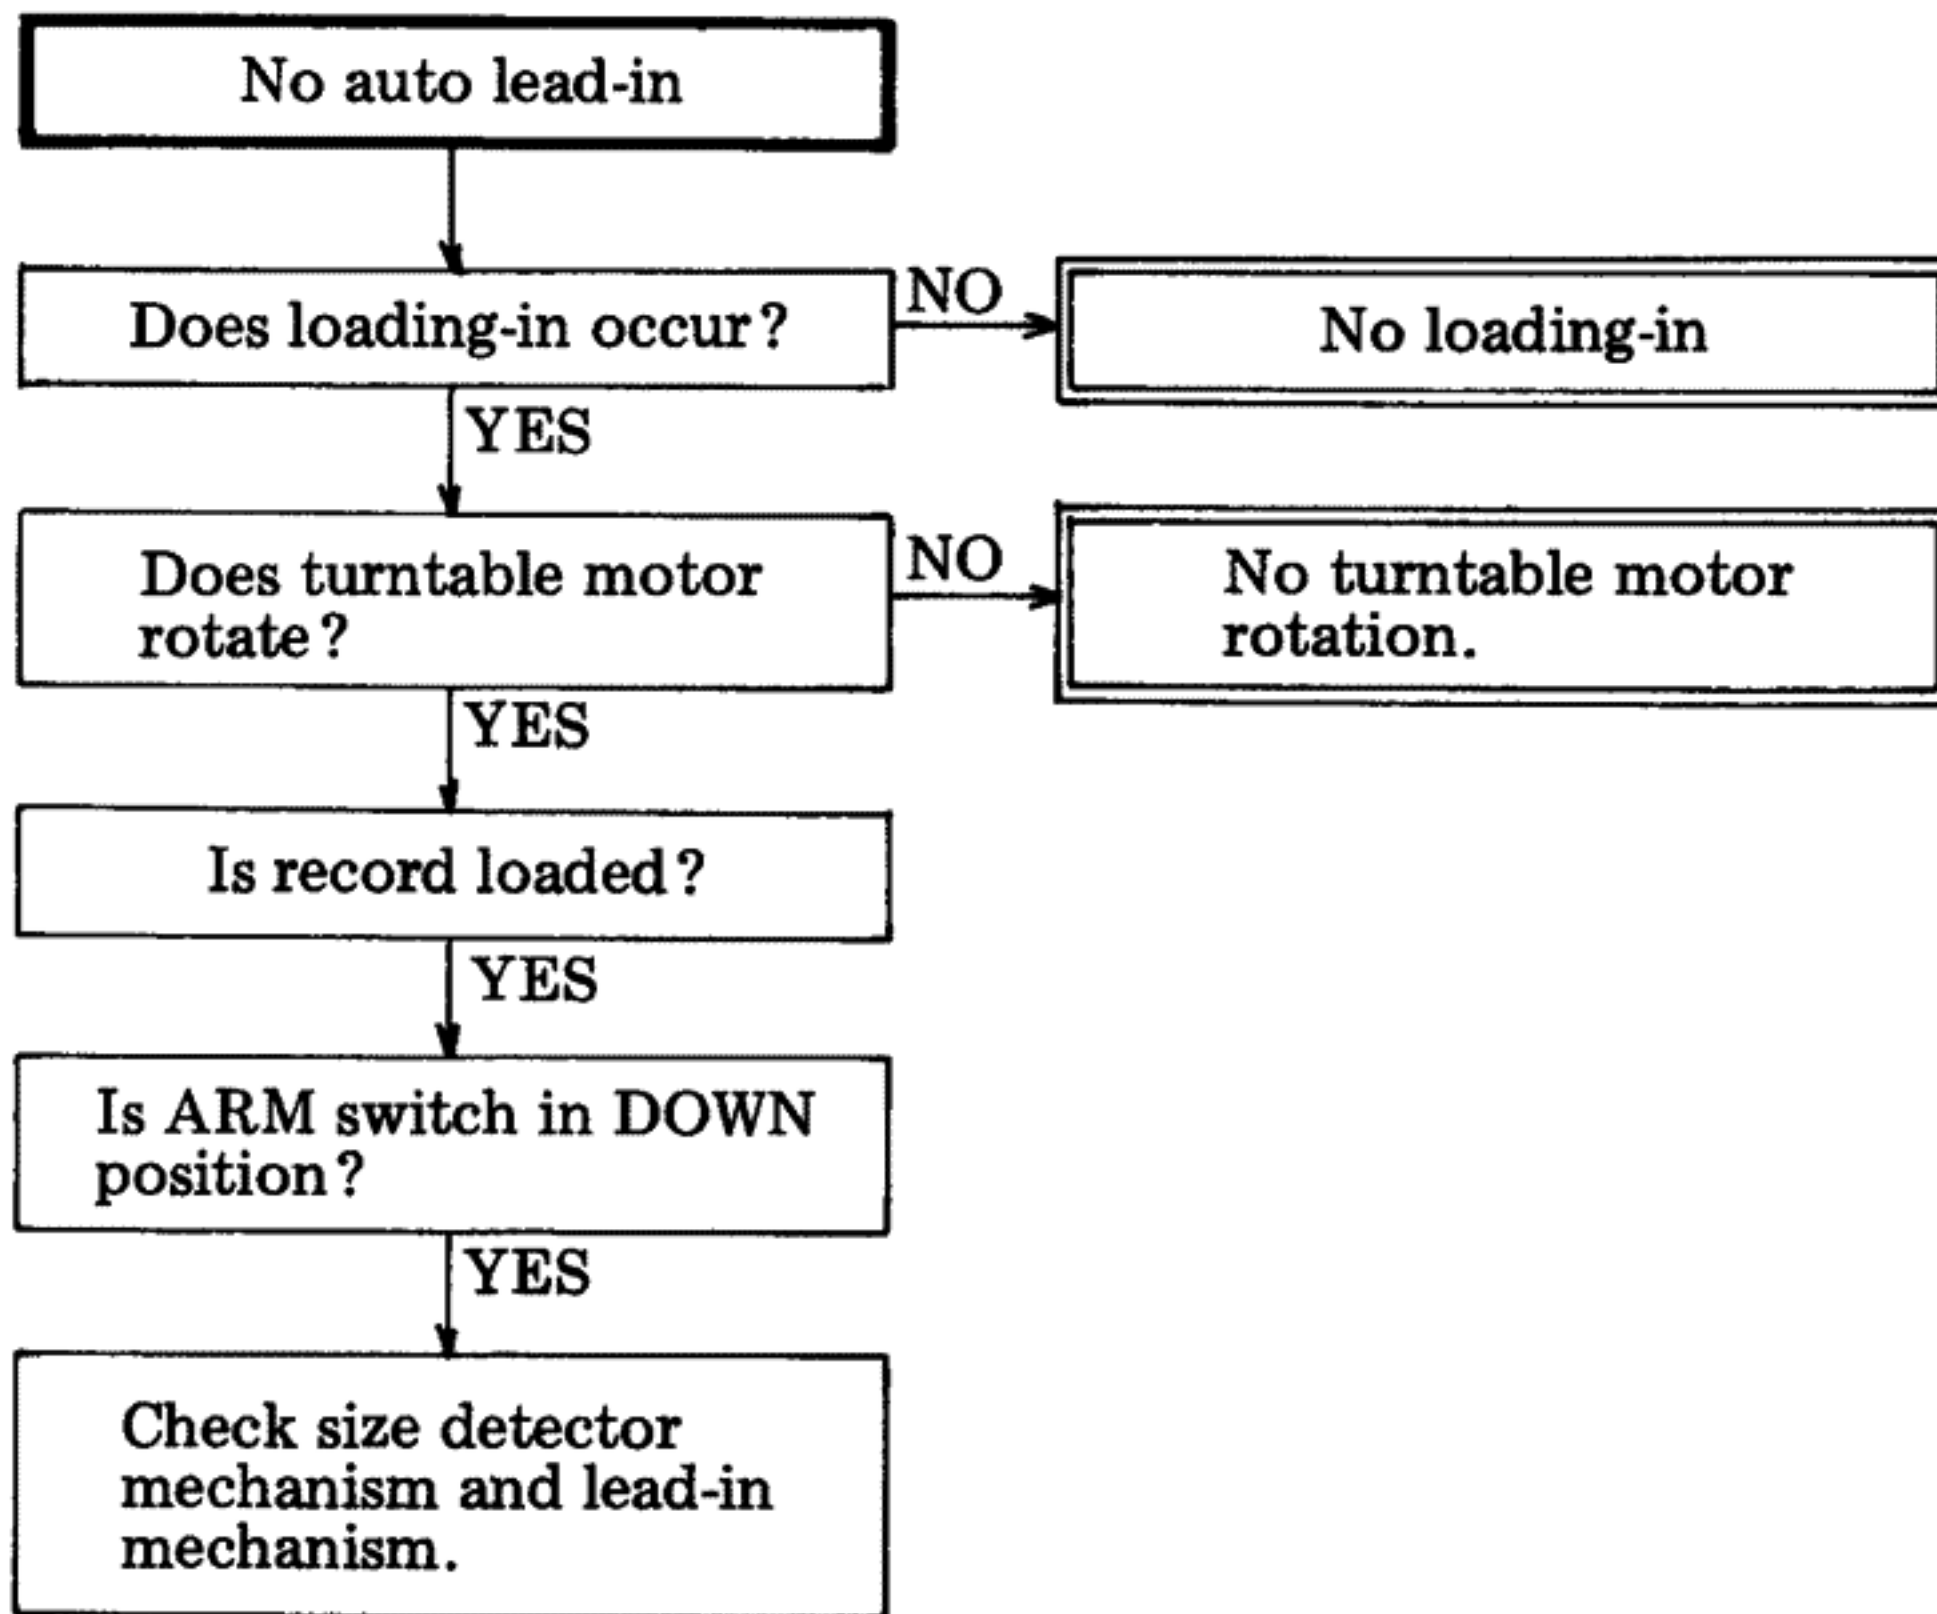 No auto lead-in
Does loading-in occur?
NO
No loading-in
YES
Does turntable motor
rotate?
NO
No turntable motor
rotation.
YES
Is record loaded?
YES
Is ARM switch in DOWN
position?
YES
Check size detector
mechanism and lead-in
mechanism.